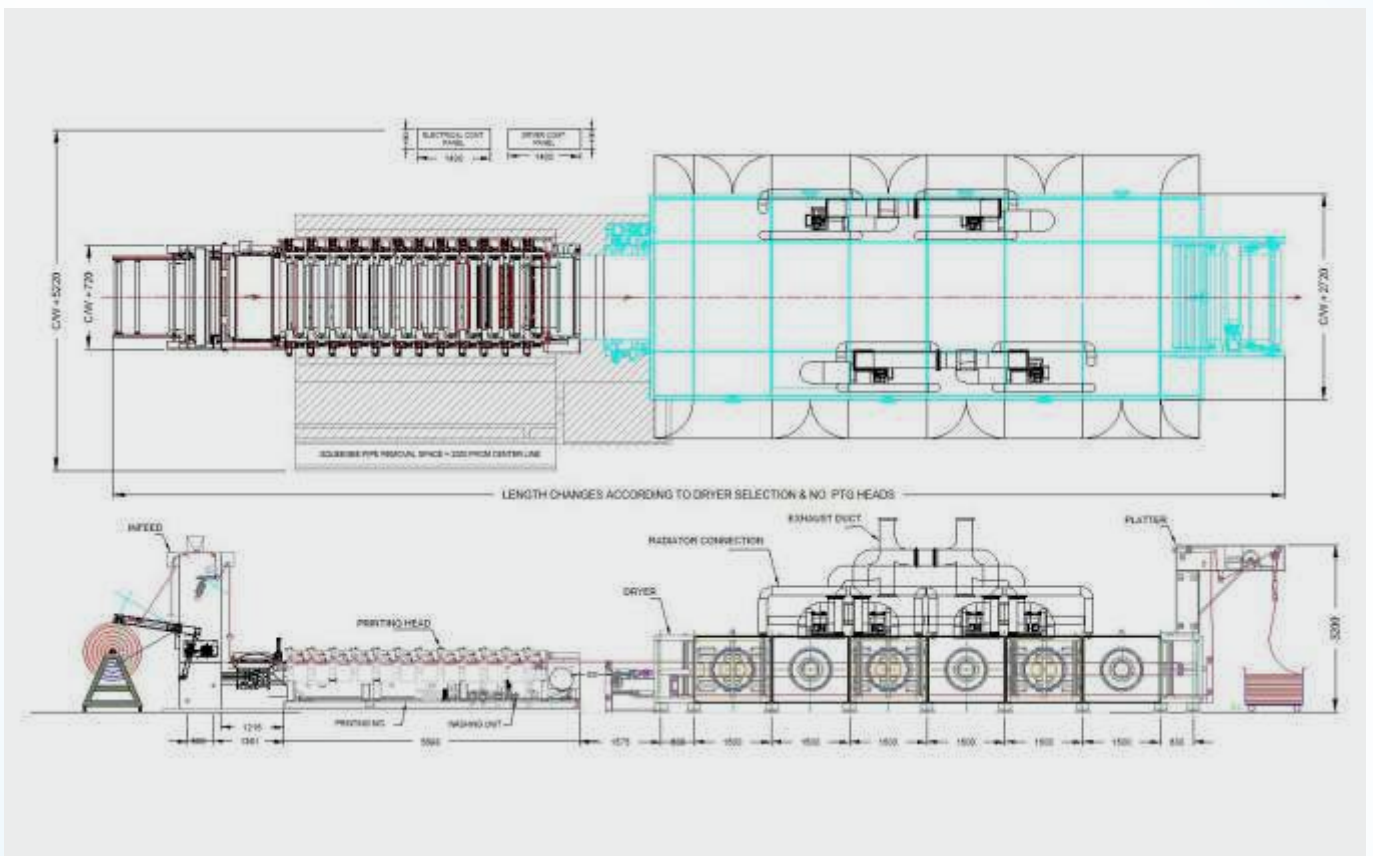 ELECTRICAL CONT
PANEL
DRYER CONT
PANEL
1400
1400
C/W + 5220
C/W + 720
C/W + 2720
SQUEEGEE PIPE REMOVAL SPACE = FROM CENTER LINE
LENGTH CHANGES ACCORDING TO DRYER SELECTION & NO. PTG HEADS
INFEED
EXHAUST DUCT
PLATTER
RADIATOR CONNECTION
DRYER
PRINTING HEAD
3200
PRINTING M/C
WASHING UNIT
1215
1361
1575
1500
1500
1500
1500
1500
1500